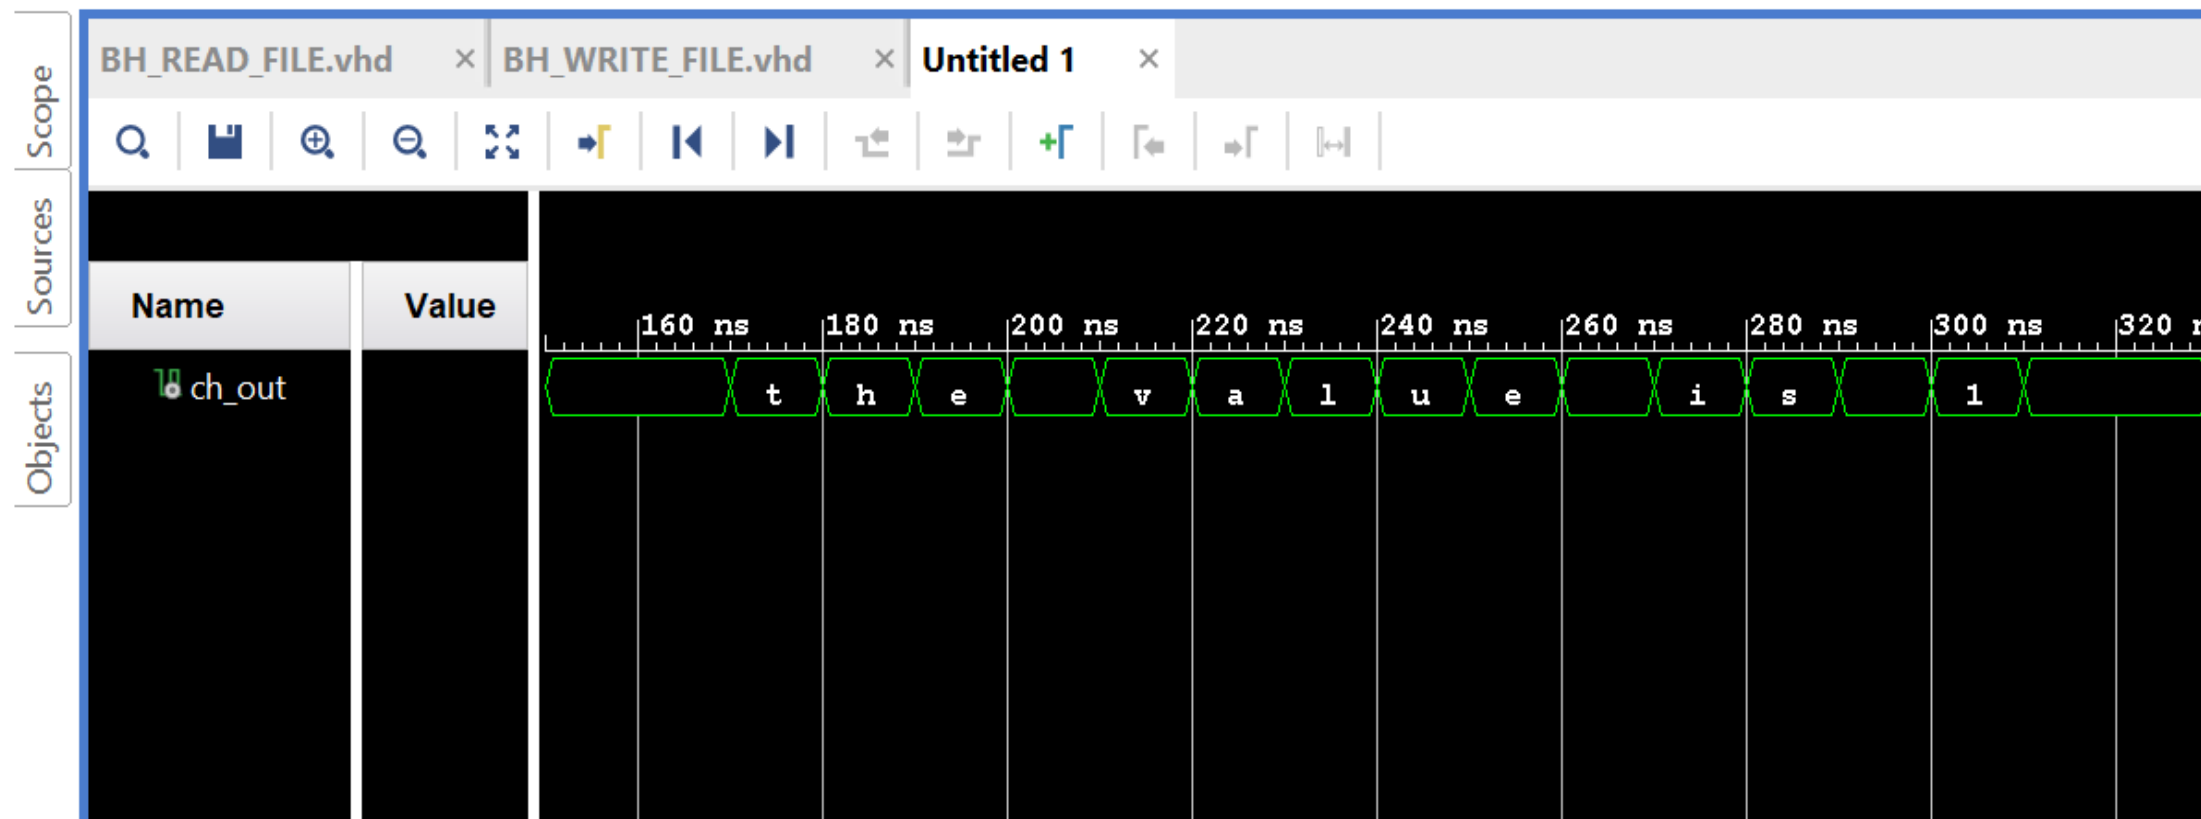 Scope
Sources
Objects
BH_READ_FILE.vhd × BH_WRITE_FILE.vhd × Untitled 1 ×
Name Value
160 ns 180 ns 200 ns 220 ns 240 ns 260 ns 280 ns 300 ns 320
ch_out t h e v a l u e i s 1